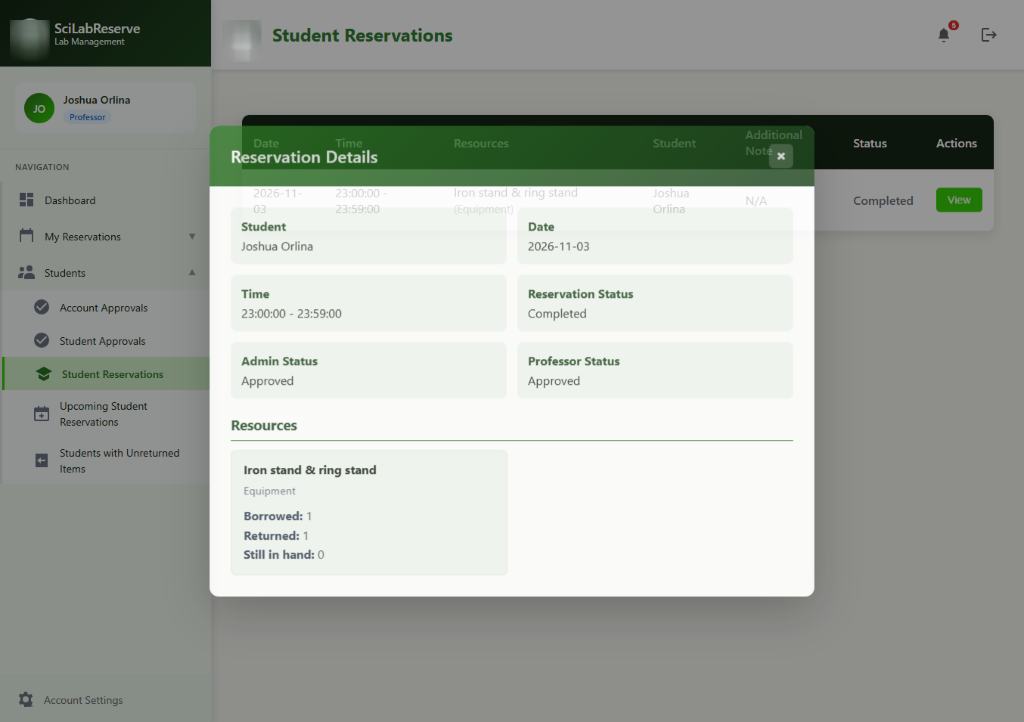 SciLabReserve
Lab Management
JO
Joshua Orlina
Professor
NAVIGATION
Dashboard
My Reservations
Students
Account Approvals
Student Approvals
Student Reservations
Upcoming Student
Reservations
Students with Unreturned
Items
Account Settings
Student Reservations
5
Date
Time
Resources
Student
Additional
Note
Status
Actions
2026-11-
03
23:00:00 -
23:59:00
Iron stand & ring stand
(Equipment)
Joshua
Orlina
N/A
Completed
View
Reservation Details
Student
Joshua Orlina
Date
2026-11-03
Time
23:00:00 - 23:59:00
Reservation Status
Completed
Admin Status
Approved
Professor Status
Approved
Resources
Iron stand & ring stand
Equipment
Borrowed: 1
Returned: 1
Still in hand: 0